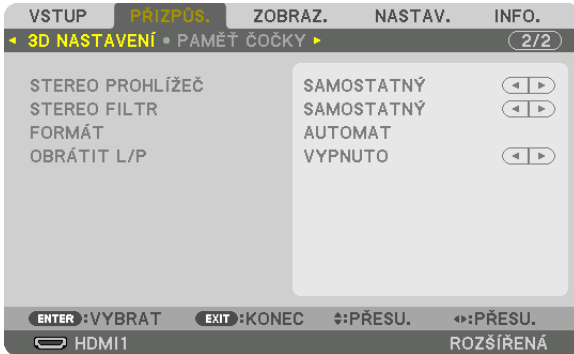 VSTUP PŘIZPŮS. ZOBRAZ. NASTAV. INFO.
3D NASTAVENÍ • PAMĚŤ ČOČKY 2/2
STEREO PROHLÍŽEČ SAMOSTATNÝ
STEREO FILTR SAMOSTATNÝ
FORMÁT AUTOMAT
OBRÁTIT L/P VYPNUTO
ENTER :VYBRAT EXIT :KONEC :PŘESU. :PŘESU.
HDMI1 ROZŠÍŘENÁ